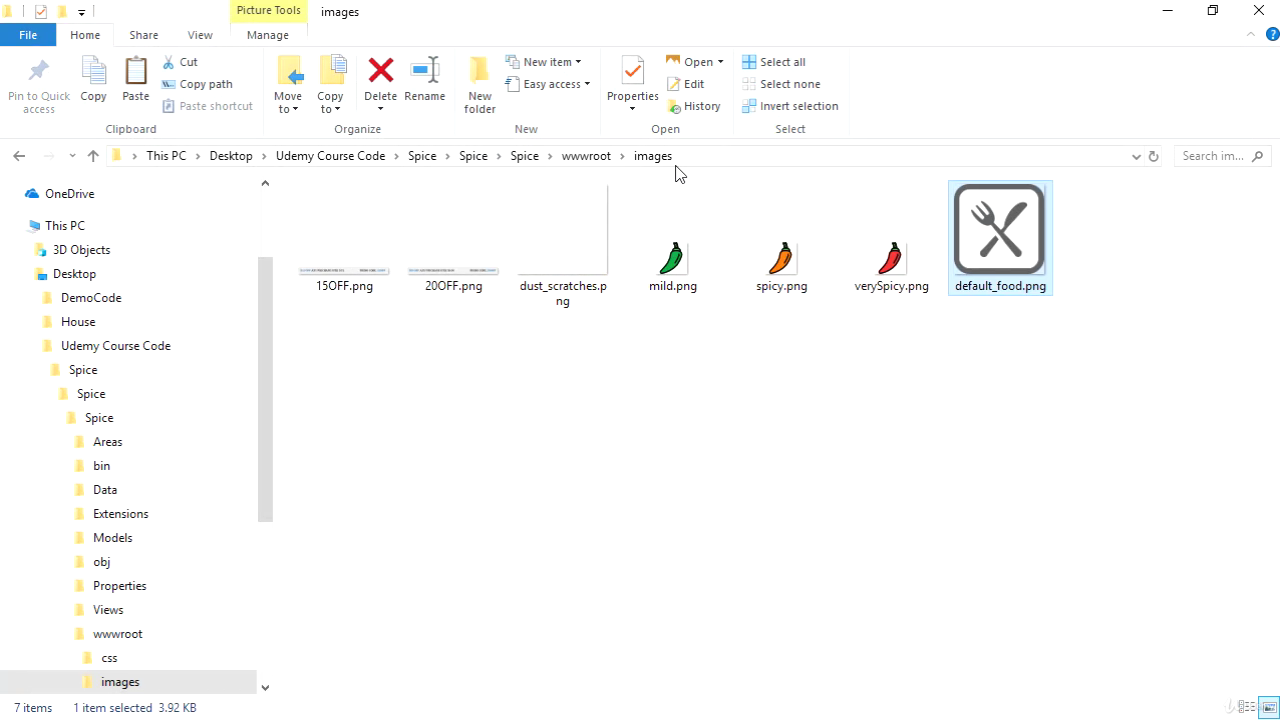 Picture Tools
images
File
Home
Share
View
Manage
Pin to Quick
access
Copy
Paste
Cut
Copy path
Paste shortcut
Clipboard
Move
to
Copy
to
Delete
Rename
Organize
New
folder
New item
Easy access
New
Properties
Open
Edit
History
Open
Select all
Select none
Invert selection
Select
This PC
Desktop
Udemy Course Code
Spice
Spice
Spice
wwwroot
images
Search im...
OneDrive
This PC
3D Objects
Desktop
DemoCode
House
Udemy Course Code
Spice
Spice
Spice
Areas
bin
Data
Extensions
Models
obj
Properties
Views
wwwroot
css
images
15OFF.png
20OFF.png
dust_scratches.p
ng
mild.png
spicy.png
verySpicy.png
default_food.png
7 items
1 item selected 3.92 KB